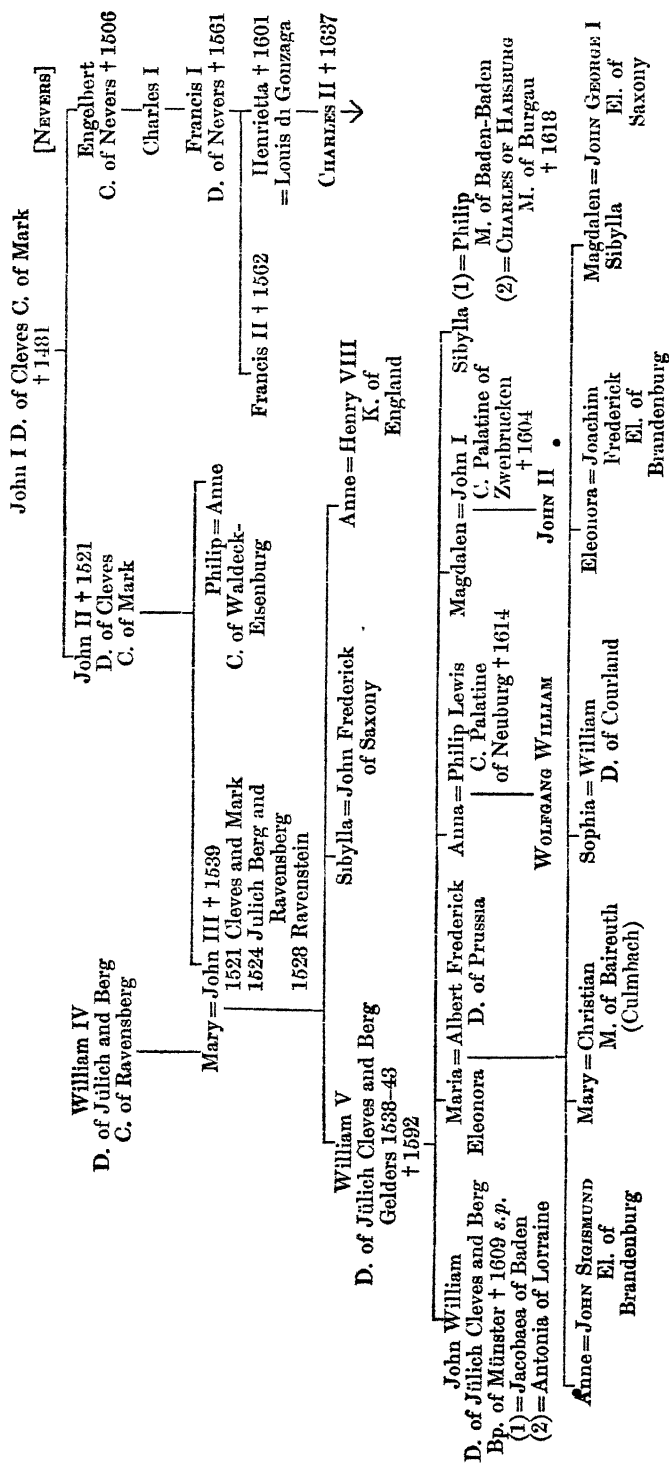 John I D. of Cleves C. of Mark
† 1481
[NEVERS]
William IV
D. of Jülich and Berg
C. of Ravensberg
John II † 1521
D. of Cleves
C. of Mark
Engelbert
C. of Nevers † 1506
Charles I
Francis I
D. of Nevers † 1561
Mary = John III † 1539
1521 Cleves and Mark
1524 Julich Berg and
Ravensberg
1528 Ravenstein
Philip = Anne
C. of Waldeck-
Eisenburg
Francis II † 1562
Henrietta † 1601
= Louis di Gonzaga
CHARLES II † 1637
William V
D. of Jülich Cleves and Berg
Gelders 1538–43
† 1592
Sibylla = John Frederick
of Saxony
Anne = Henry VIII
K. of
England
John William
D. of Jülich Cleves and Berg
Bp. of Münster † 1609 s.p.
(1) = Jacobaea of Baden
(2) = Antonia of Lorraine
Maria = Albert Frederick
Eleonora D. of Prussia
Anna = Philip Lewis
C. Palatine
of Neuburg † 1614
WOLFGANG WILLIAM
Magdalen = John I
C. Palatine of
Zweibrucken
† 1604
JOHN II
Sibylla (1) = Philip
M. of Baden-Baden
(2) = CHARLES OF HABSBURG
M. of Burgau
† 1618
Anne = JOHN SIGISMUND
El. of
Brandenburg
Mary = Christian
M. of Baireuth
(Culmbach)
Sophia = William
D. of Courland
Eleonora = Joachim
Frederick
El. of
Brandenburg
Magdalen = JOHN GEORGE I
Sibylla El. of
Saxony